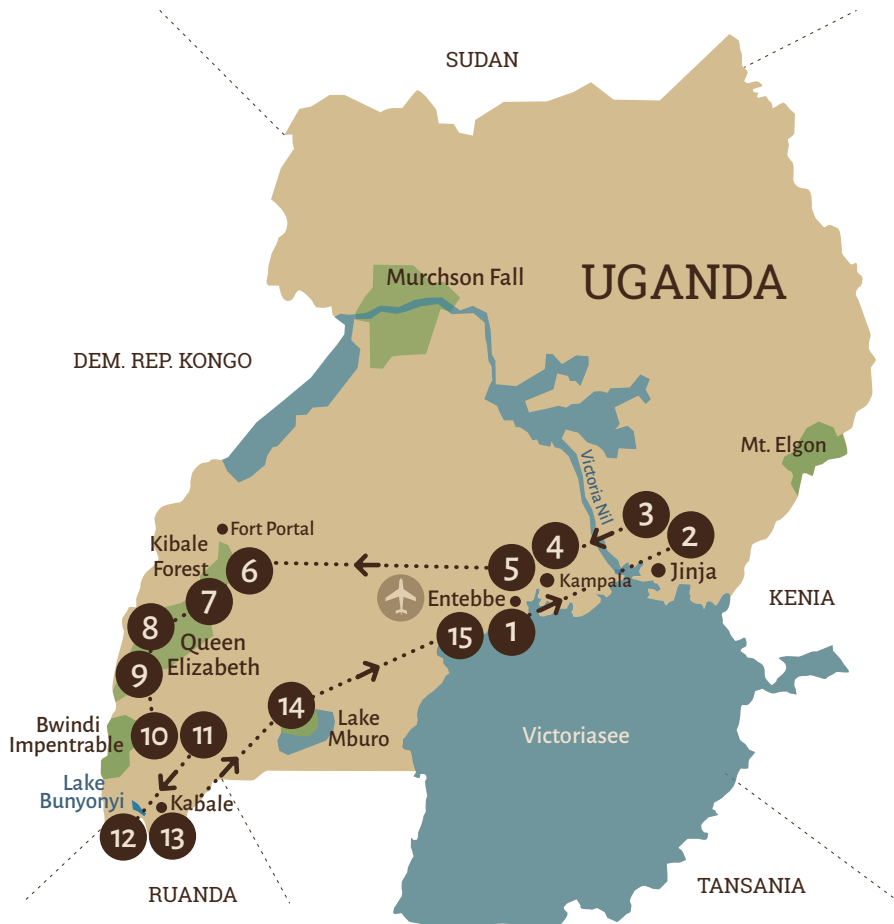 SUDAN
UGANDA
Murchson Fall
DEM. REP. KONGO
Mt. Elgon
Victoria Nil
Fort Portal
Kibale
Forest
3
2
4
5
6
Kampala
Jinja
7
Entebbe
KENIA
8
1
15
Queen
Elizabeth
9
14
Bwindi
Impentrable
10
11
Lake
Mburo
Victoriasee
Lake
Bunyonyi
Kabale
12
13
RUANDA
TANSANIA